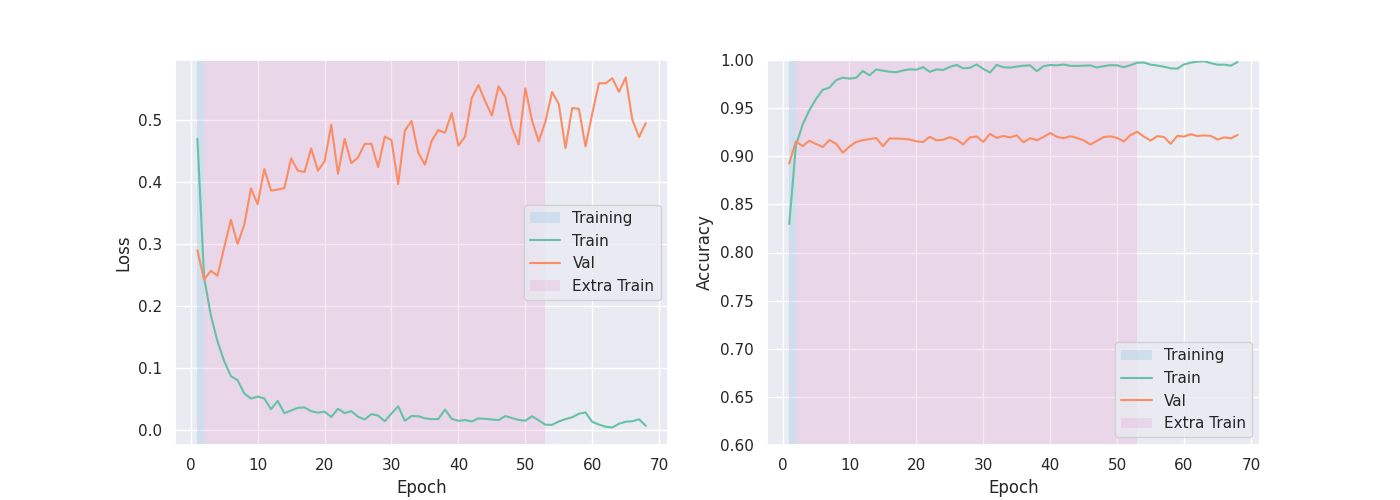 Loss
0.5
0.4
0.3
0.2
0.1
0.0
0 10 20 30 40 50 60 70
Epoch
Training
Train
Val
Extra Train
Accuracy
1.00
0.95
0.90
0.85
0.80
0.75
0.70
0.65
0.60
0 10 20 30 40 50 60 70
Epoch
Training
Train
Val
Extra Train